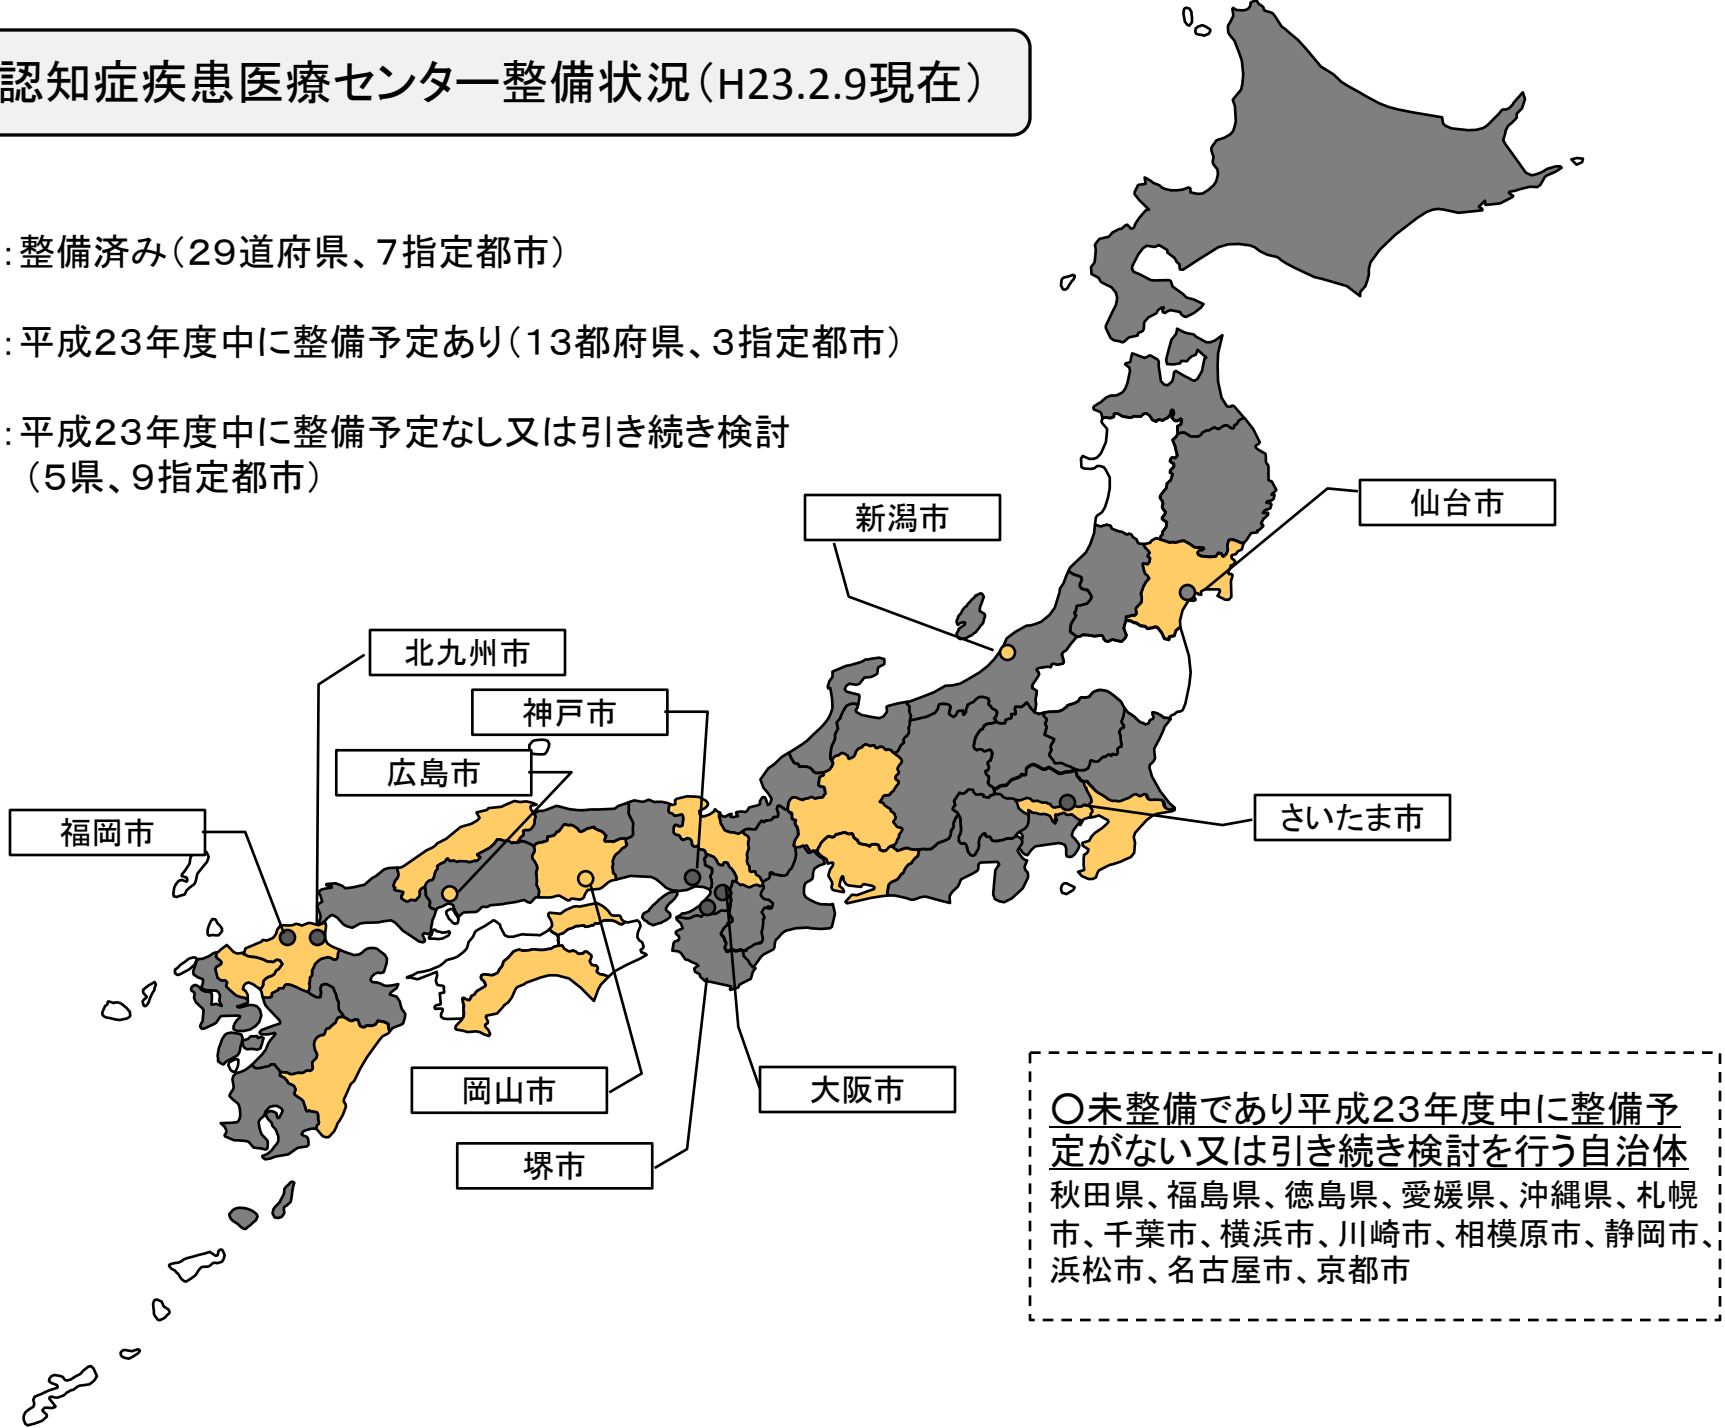 認知症疾患医療センター整備状況（H23.2.9現在）
：整備済み（２９道府県、７指定都市）
：平成２３年度中に整備予定あり（１３都府県、３指定都市）
：平成２３年度中に整備予定なし又は引き続き検討
（５県、９指定都市）
新潟市
仙台市
北九州市
神戸市
広島市
福岡市
さいたま市
岡山市
大阪市
堺市
○未整備であり平成２３年度中に整備予
定がない又は引き続き検討を行う自治体
秋田県、福島県、徳島県、愛媛県、沖縄県、札幌
市、千葉市、横浜市、川崎市、相模原市、静岡市、
浜松市、名古屋市、京都市